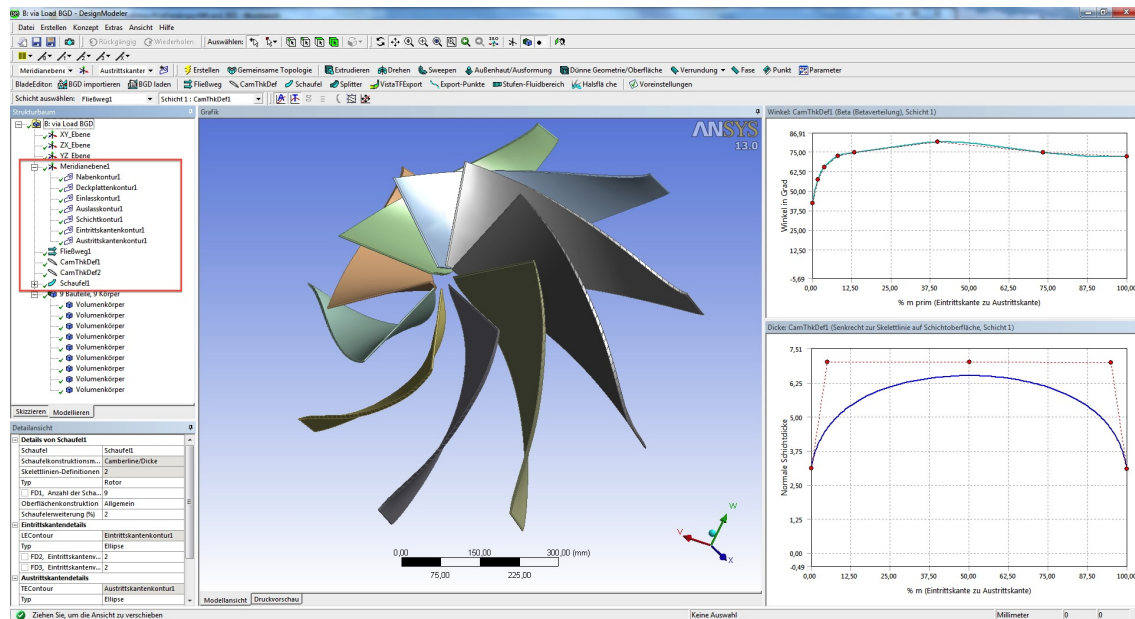 B: via Load BGD - DesignModeler
Datei Erstellen Konzept Extras Ansicht Hilfe
Rückgängig Wiederholen Auswählen:
Meridianebene Austrittskanter Erstellen Gemeinsame Topologie Extrudieren Drehen Sweepen Außenhaut/Ausformung Dünne Geometrie/Oberfläche Verrundung Fase Punkt Parameter
BladeEditor: BGD importieren BGD laden Fließweg CamThkDef Schaufel Splitter VistaTFExport Export-Punkte Stufen-Fluidbereich Halsfläche Voreinstellungen
Schicht auswählen: Fließweg1 Schicht 1 : CamThkDef1
Strukturbaum
B: via Load BGD
XY_Ebene
ZX_Ebene
YZ_Ebene
Meridianebene1
Nabenkontur1
Deckplattenkontur1
Einlasskontur1
Auslasskontur1
Schichtkontur1
Eintrittskantenkontur1
Austrittskantenkontur1
Fließweg1
CamThkDef1
CamThkDef2
Schaufel1
9 Bauteile, 9 Körper
Volumenkörper
Volumenkörper
Volumenkörper
Volumenkörper
Volumenkörper
Volumenkörper
Volumenkörper
Volumenkörper
Volumenkörper
Skizzieren Modellieren
Detailansicht
Details von Schaufel1
Schaufel Schaufel1
Schaufelkonstruktionsm... Camberline/Dicke
Skelettlinien-Definitionen 2
Typ Rotor
FD1, Anzahl der Scha... 9
Oberflächenkonstruktion Allgemein
Schaufelerweiterung (%) 2
Eintrittskantendetails
LEContour Eintrittskantenkontur1
Typ Ellipse
FD2, Eintrittskantenv... 2
FD3, Eintrittskantenv... 2
Austrittskantendetails
TEContour Austrittskantenkontur1
Typ Ellipse
Grafik
ANSYS
13.0
W
V
X
0,00 150,00 300,00 (mm)
75,00 225,00
Modellansicht Druckvorschau
Winkel: CamThkDef1 (Beta (Betaverteilung), Schicht 1)
Winkel in Grad
86,91
75,00
62,50
50,00
37,50
25,00
12,50
-5,69
0,00 12,50 25,00 37,50 50,00 62,50 75,00 87,50 100,00
% m prim (Eintrittskante zu Austrittskante)
Dicke: CamThkDef1 (Senkrecht zur Skelettlinie auf Schichtoberfläche, Schicht 1)
Normale Schichtdicke
7,51
6,25
5,00
3,75
2,50
1,25
0,00
-0,49
0,00 12,50 25,00 37,50 50,00 62,50 75,00 87,50 100,00
% m (Eintrittskante zu Austrittskante)
Ziehen Sie, um die Ansicht zu verschieben Keine Auswahl Millimeter 0 0